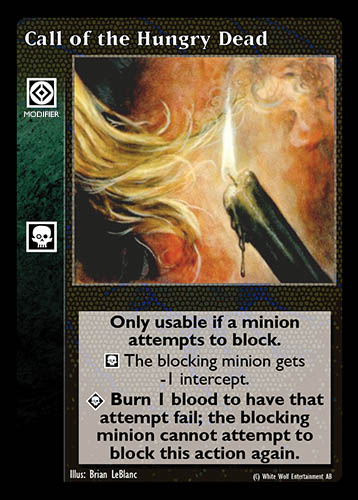 Call of the Hungry Dead
MODIFIER
Only usable if a minion
attempts to block.
The blocking minion gets
-1 intercept.
Burn 1 blood to have that
attempt fail; the blocking
minion cannot attempt to
block this action again.
Illus: Brian LeBlanc
(C) White Wolf Entertainment AB